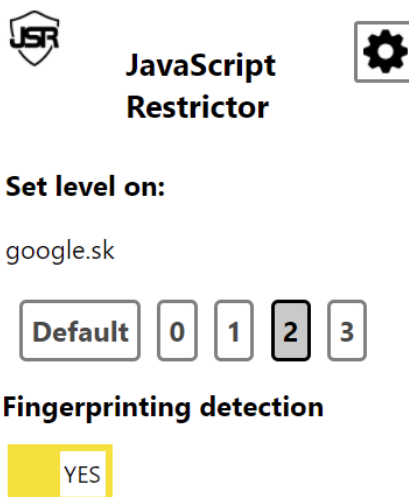 JSR
JavaScript
Restrictor
Set level on:
google.sk
Default 0 1 2 3
Fingerprinting detection
YES